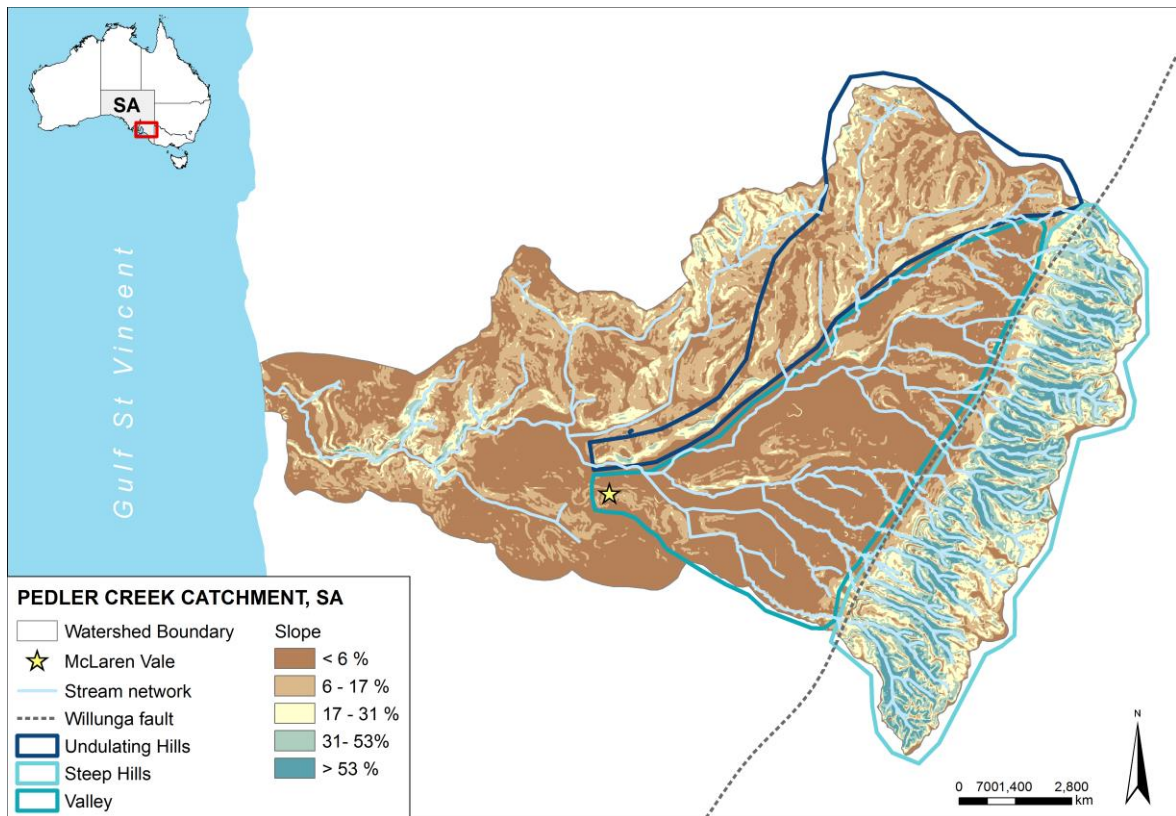 SA
Gulf St Vincent
PEDLER CREEK CATCHMENT, SA
Watershed Boundary
McLaren Vale
Stream network
Willunga fault
Undulating Hills
Steep Hills
Valley
Slope
< 6 %
6 - 17 %
17 - 31 %
31- 53%
> 53 %
N
0 7001,400 2,800
km